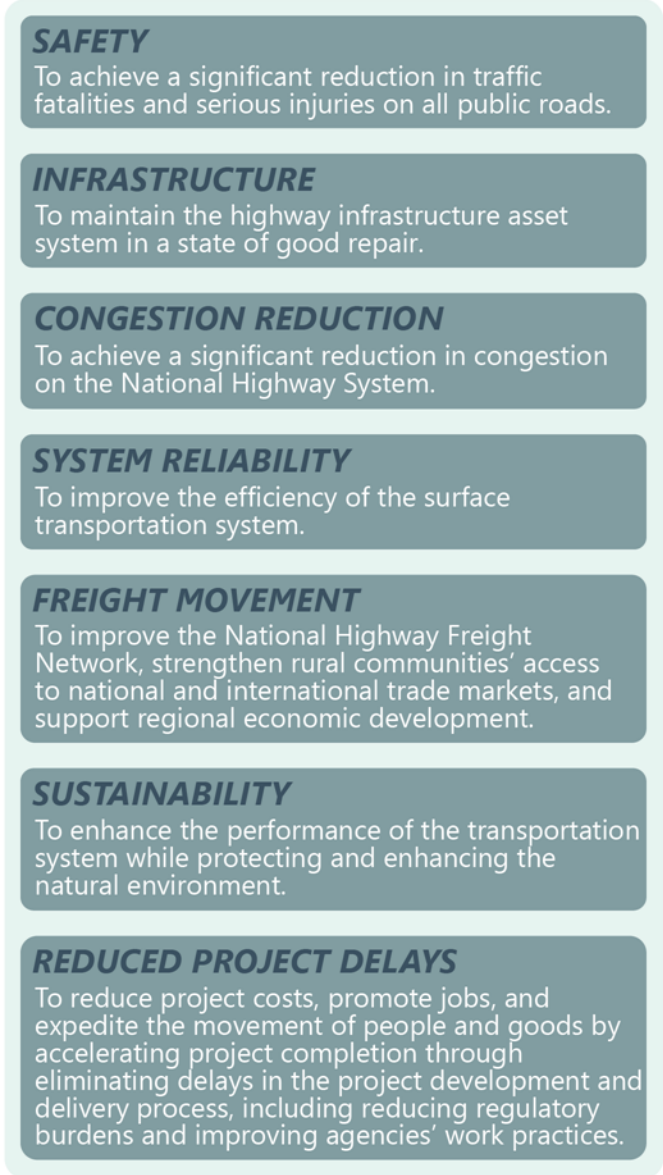 SAFETY
To achieve a significant reduction in traffic
fatalities and serious injuries on all public roads.
INFRASTRUCTURE
To maintain the highway infrastructure asset
system in a state of good repair.
CONGESTION REDUCTION
To achieve a significant reduction in congestion
on the National Highway System.
SYSTEM RELIABILITY
To improve the efficiency of the surface
transportation system.
FREIGHT MOVEMENT
To improve the National Highway Freight
Network, strengthen rural communities’ access
to national and international trade markets, and
support regional economic development.
SUSTAINABILITY
To enhance the performance of the transportation
system while protecting and enhancing the
natural environment.
REDUCED PROJECT DELAYS
To reduce project costs, promote jobs, and
expedite the movement of people and goods by
accelerating project completion through
eliminating delays in the project development and
delivery process, including reducing regulatory
burdens and improving agencies’ work practices.